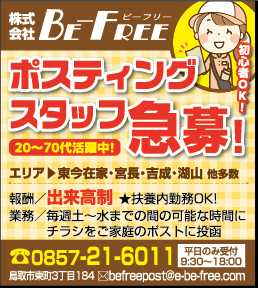 株式会社 BE-FREE
ビーフリー
初心者OK!
ポスティング
スタッフ急募!
20〜70代活躍中!
エリア▶東今在家・宮長・吉成・湖山 他多数
報酬／出来高制 ★扶養内勤務OK!
業務／毎週土〜水までの間の可能な時間に
チラシをご家庭のポストに投函
☎0857-21-6011
平日のみ受付
9:30〜18:00
鳥取市東町3丁目184 ✉befreepost@e-be-free.com